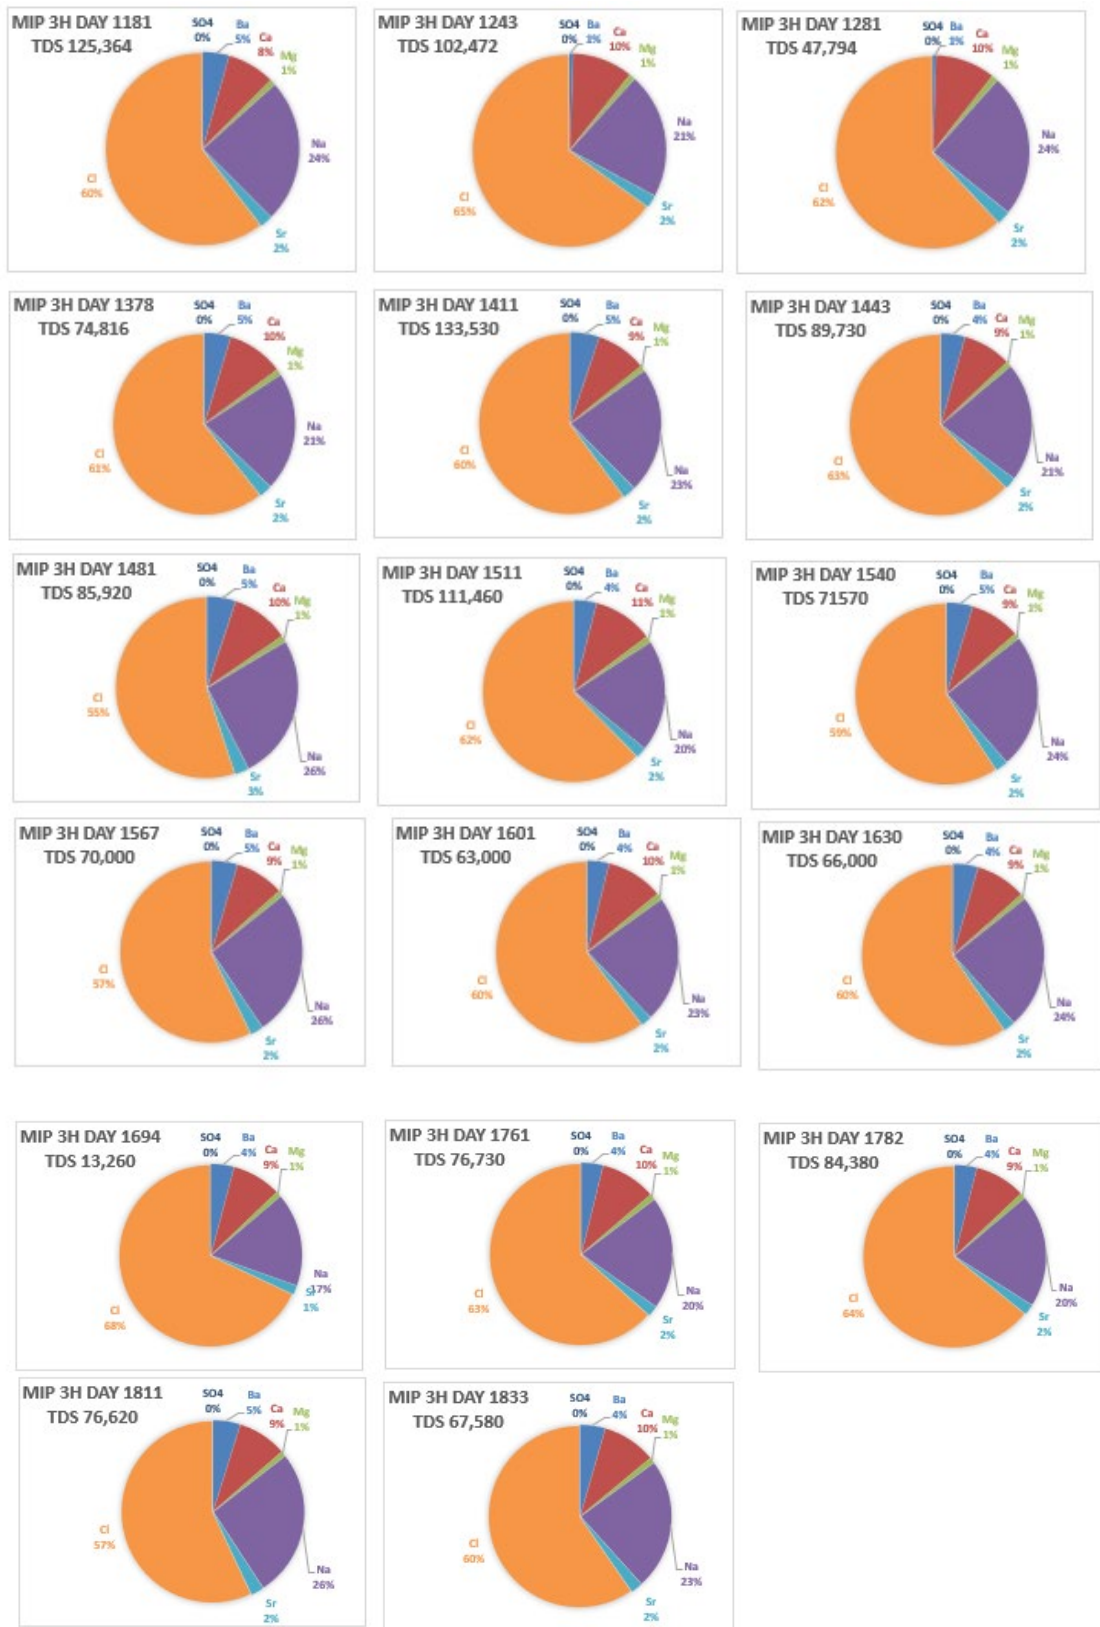 MIP 3H DAY 1181
TDS 125,364
SO4
0%
Ba
5%
Ca
8%
Mg
1%
Na
24%
Sr
2%
Cl
60%
MIP 3H DAY 1243
TDS 102,472
SO4
0%
Ba
1%
Ca
10%
Mg
1%
Na
21%
Sr
2%
Cl
65%
MIP 3H DAY 1281
TDS 47,794
SO4
0%
Ba
1%
Ca
10%
Mg
1%
Na
24%
Sr
2%
Cl
62%
MIP 3H DAY 1378
TDS 74,816
SO4
0%
Ba
5%
Ca
10%
Mg
1%
Na
21%
Sr
2%
Cl
61%
MIP 3H DAY 1411
TDS 133,530
SO4
0%
Ba
5%
Ca
9%
Mg
1%
Na
23%
Sr
2%
Cl
60%
MIP 3H DAY 1443
TDS 89,730
SO4
0%
Ba
4%
Ca
9%
Mg
1%
Na
21%
Sr
2%
Cl
63%
MIP 3H DAY 1481
TDS 85,920
SO4
0%
Ba
5%
Ca
10%
Mg
1%
Na
26%
Sr
3%
Cl
55%
MIP 3H DAY 1511
TDS 111,460
SO4
0%
Ba
4%
Ca
11%
Mg
1%
Na
20%
Sr
2%
Cl
62%
MIP 3H DAY 1540
TDS 71570
SO4
0%
Ba
5%
Ca
9%
Mg
1%
Na
24%
Sr
2%
Cl
59%
MIP 3H DAY 1567
TDS 70,000
SO4
0%
Ba
5%
Ca
9%
Mg
1%
Na
26%
Sr
2%
Cl
57%
MIP 3H DAY 1601
TDS 63,000
SO4
0%
Ba
4%
Ca
10%
Mg
1%
Na
23%
Sr
2%
Cl
60%
MIP 3H DAY 1630
TDS 66,000
SO4
0%
Ba
4%
Ca
9%
Mg
1%
Na
24%
Sr
2%
Cl
60%
MIP 3H DAY 1694
TDS 13,260
SO4
0%
Ba
4%
Ca
9%
Mg
1%
Na
17%
Sr
1%
Cl
68%
MIP 3H DAY 1761
TDS 76,730
SO4
0%
Ba
4%
Ca
10%
Mg
1%
Na
20%
Sr
2%
Cl
63%
MIP 3H DAY 1782
TDS 84,380
SO4
0%
Ba
4%
Ca
9%
Mg
1%
Na
20%
Sr
2%
Cl
64%
MIP 3H DAY 1811
TDS 76,620
SO4
0%
Ba
5%
Ca
9%
Mg
1%
Na
26%
Sr
2%
Cl
57%
MIP 3H DAY 1833
TDS 67,580
SO4
0%
Ba
4%
Ca
10%
Mg
1%
Na
23%
Sr
2%
Cl
60%